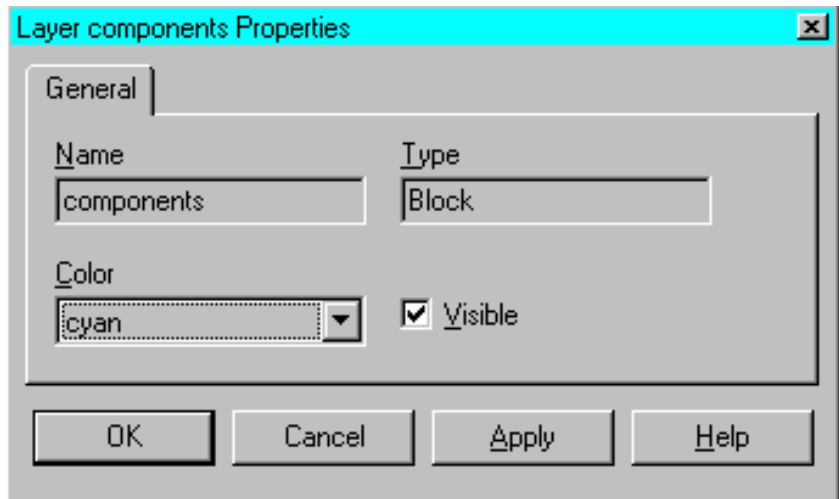 Layer components Properties
General
Name Type
components Block
Color
cyan Visible
OK Cancel Apply Help